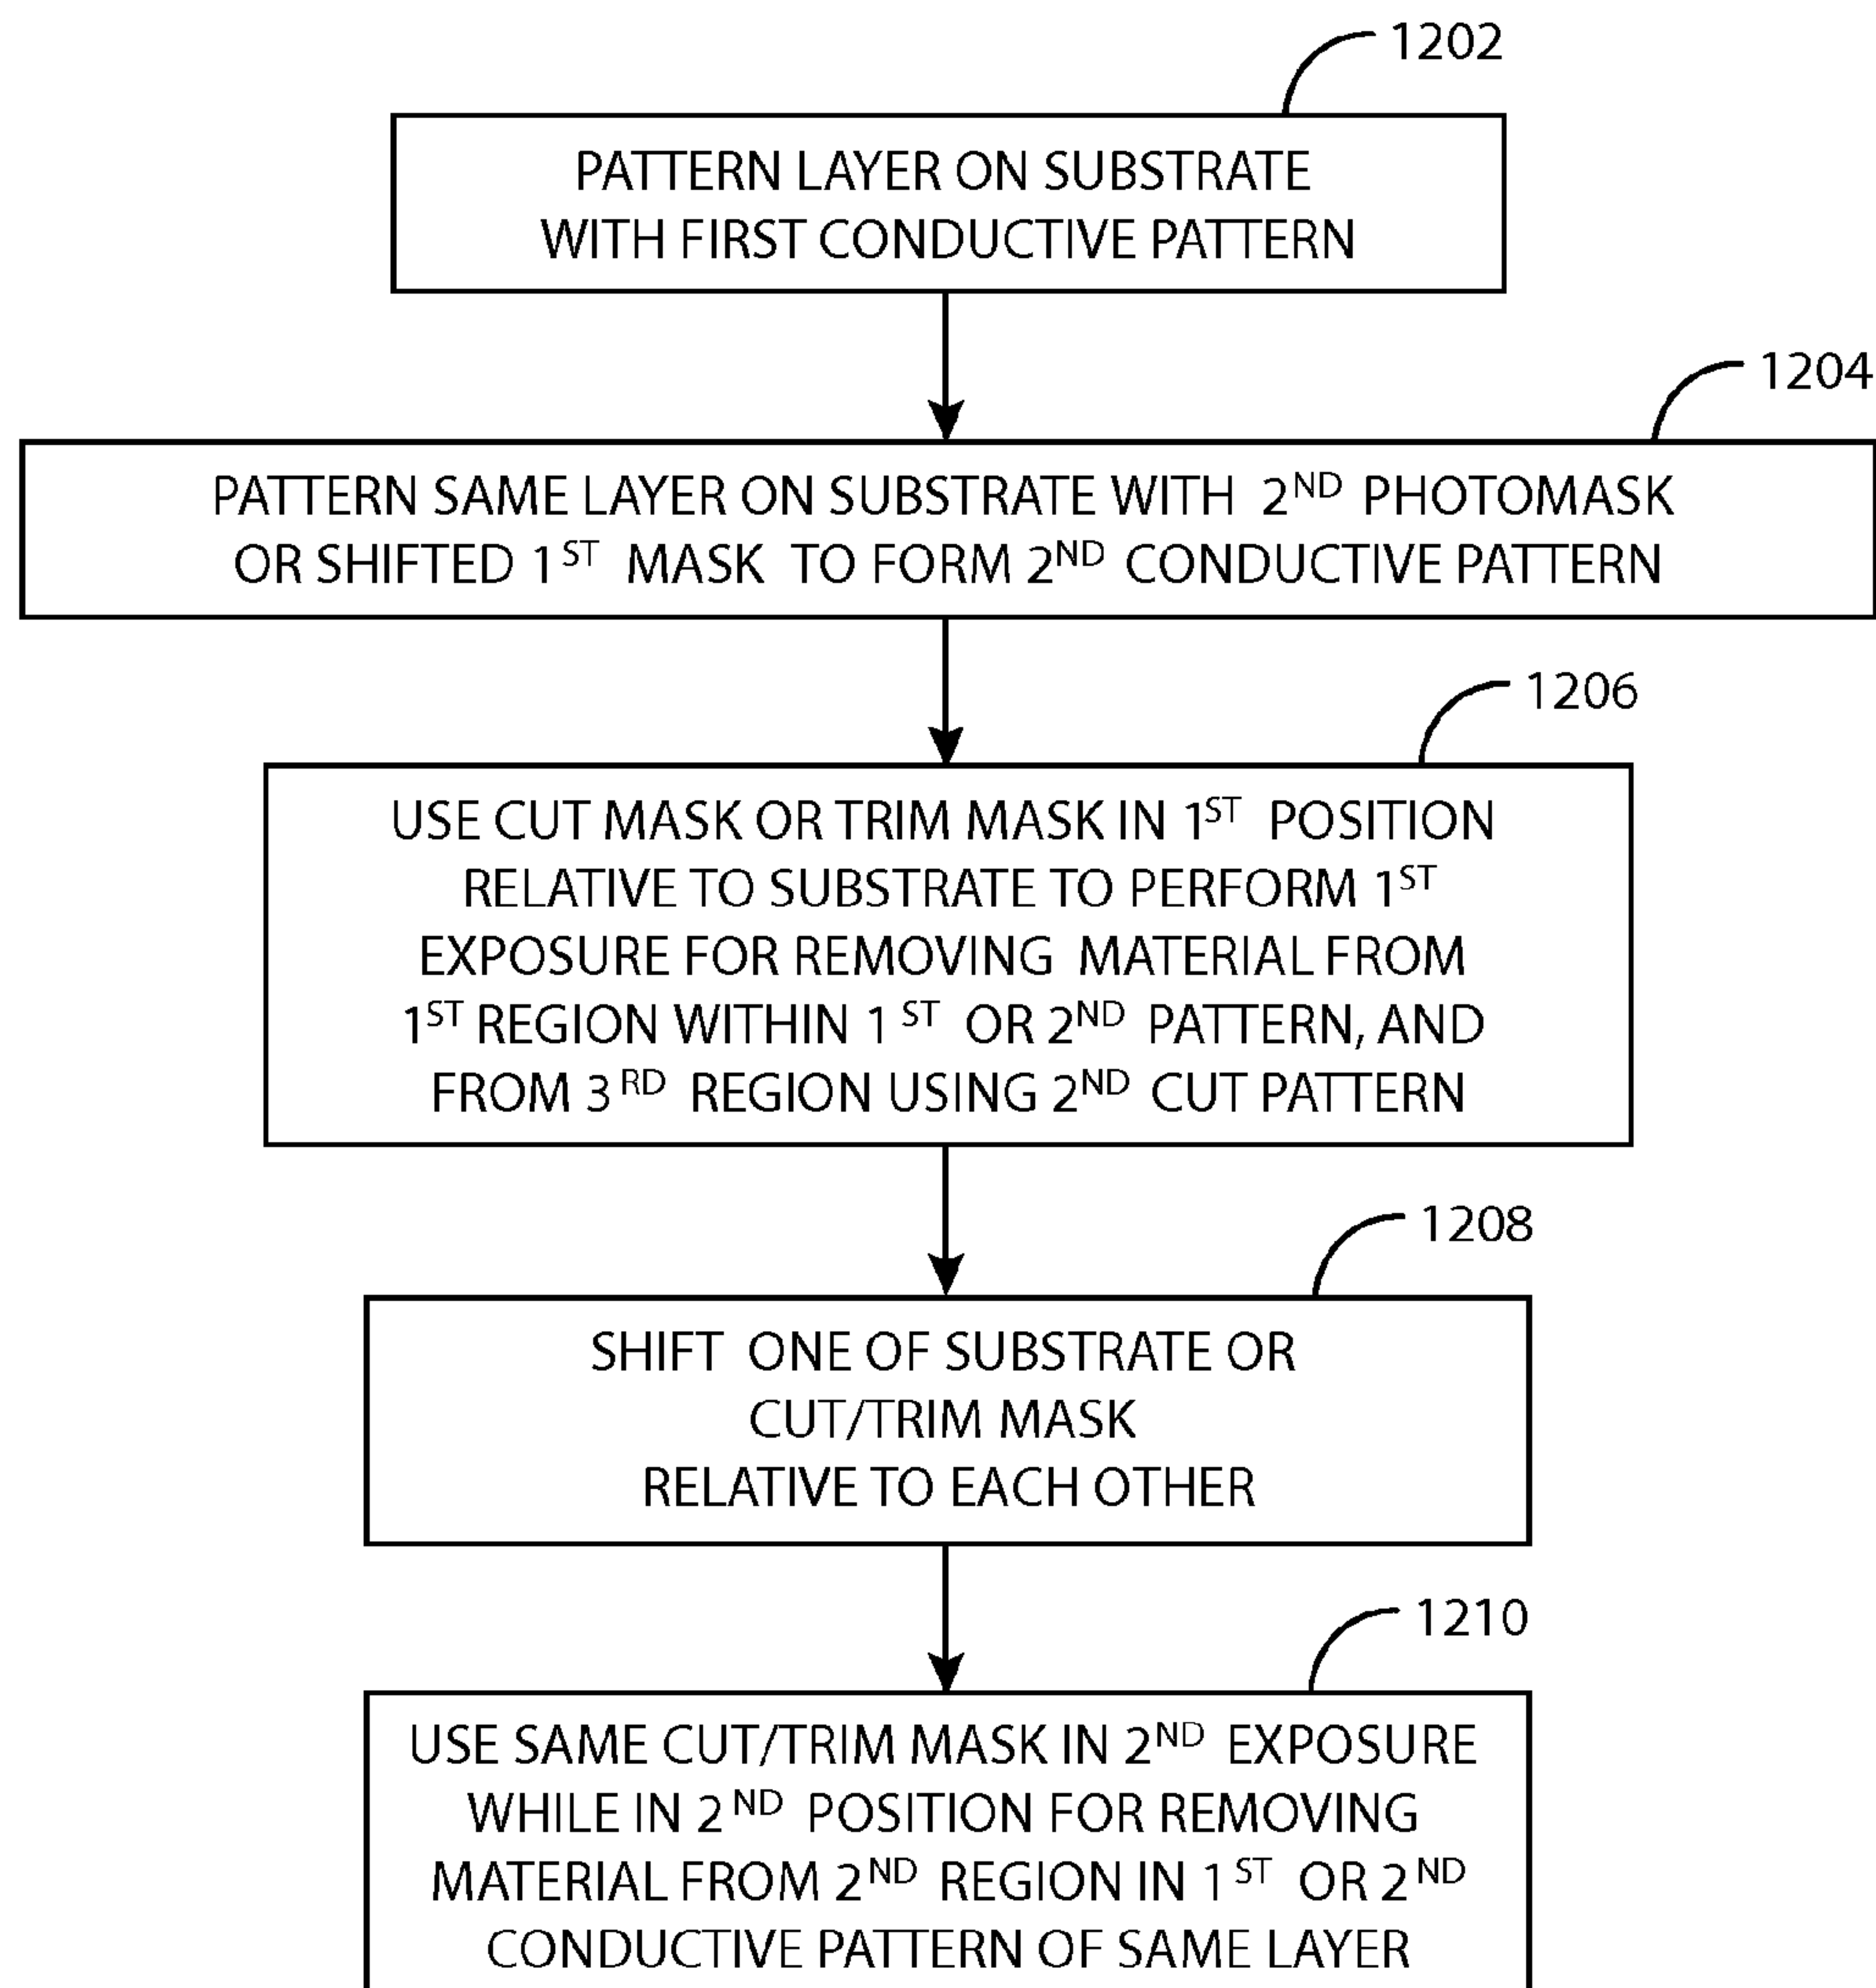 1202
PATTERN LAYER ON SUBSTRATE
WITH FIRST CONDUCTIVE PATTERN
1204
PATTERN SAME LAYER ON SUBSTRATE WITH 2ND PHOTOMASK
OR SHIFTED 1ST MASK TO FORM 2ND CONDUCTIVE PATTERN
1206
USE CUT MASK OR TRIM MASK IN 1ST POSITION
RELATIVE TO SUBSTRATE TO PERFORM 1ST
EXPOSURE FOR REMOVING MATERIAL FROM
1ST REGION WITHIN 1ST OR 2ND PATTERN, AND
FROM 3RD REGION USING 2ND CUT PATTERN
1208
SHIFT ONE OF SUBSTRATE OR
CUT/TRIM MASK
RELATIVE TO EACH OTHER
1210
USE SAME CUT/TRIM MASK IN 2ND EXPOSURE
WHILE IN 2ND POSITION FOR REMOVING
MATERIAL FROM 2ND REGION IN 1ST OR 2ND
CONDUCTIVE PATTERN OF SAME LAYER